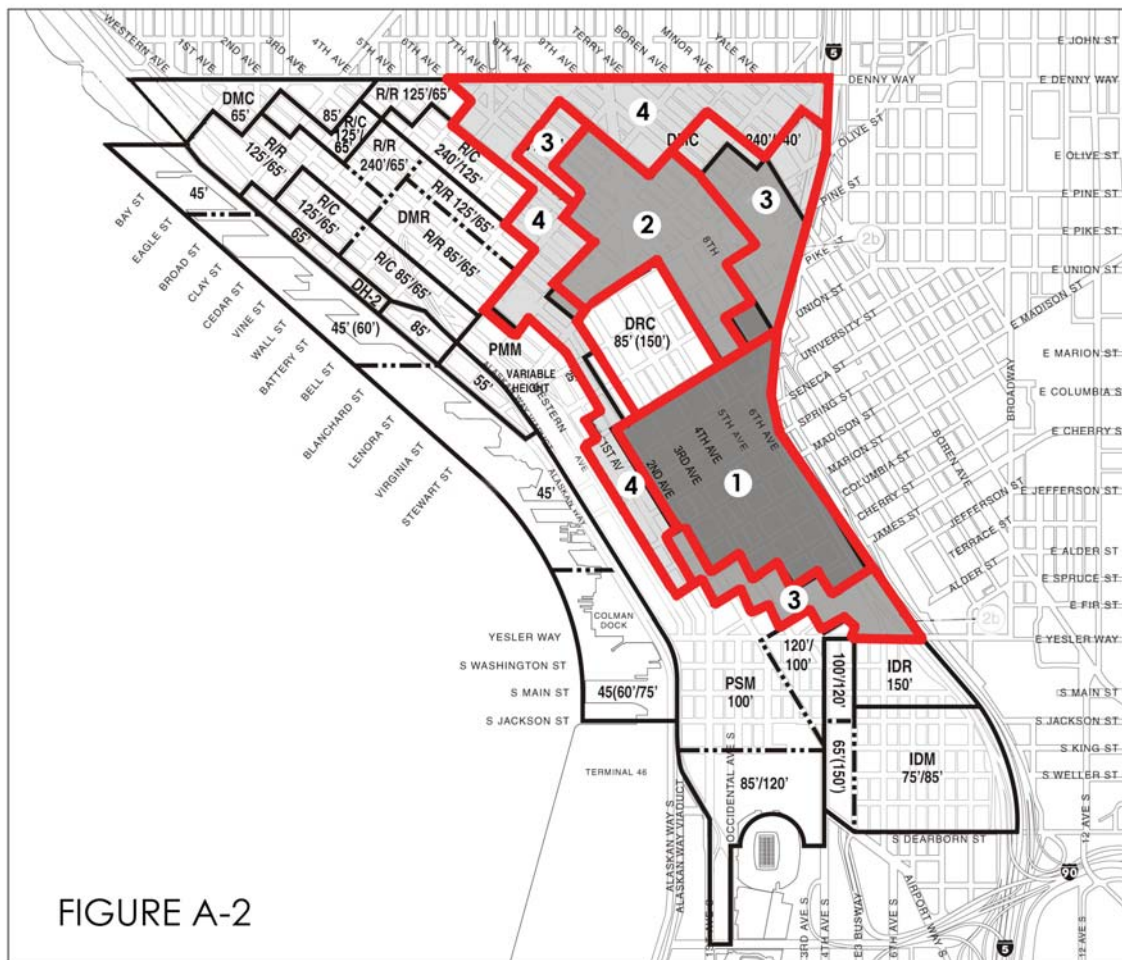 WESTERN AVE
1ST AVE
2ND AVE
3RD AVE
4TH AVE
5TH AVE
6TH AVE
7TH AVE
8TH AVE
9TH AVE
TERRY AVE
BOREN AVE
MINOR AVE
YALE AVE
5
E JOHN ST
DENNY WAY
E DENNY WAY
DMC
65'
85'
R/R 125'/65'
R/C
125'/
65'
R/R
240'/65'
R/C
240'/125'
R/R
125'/65'
R/R 125'/65'
4
3
DMC
240'/
OLIVE ST
E OLIVE ST
PINE ST
E PINE ST
3
45'
R/C
125'/65'
65'
DMR
R/R 85'/65'
R/C 85'/65'
4
2
8TH
PIKE
2b
E PIKE ST
E UNION ST
BAY ST
EAGLE ST
BROAD ST
CLAY ST
CEDAR ST
VINE ST
WALL ST
BATTERY ST
BELL ST
BLANCHARD ST
LENORA ST
VIRGINIA ST
STEWART ST
DH-2
45' (60')
85'
55'
PMM
VARIABLE
HEIGHT
ALASKAN WAY VIADUCT
WESTERN
AVE
ALASKAN WAY
DRC
85' (150')
UNION ST
UNIVERSITY ST
SENECA ST
SPRING ST
MADISON ST
MARION ST
COLUMBIA ST
CHERRY ST
JAMES ST
E MADISON ST
E MARION ST
BROADWAY
E COLUMBIA S
E CHERRY S
BOREN AVE
JEFFERSON ST
E JEFFERSON ST
TERRACE ST
ALDER ST
E ALDER ST
E SPRUCE ST
E FIR ST
2b
E YESLER WAY
1ST AV
2ND AVE
3RD AVE
4TH AVE
5TH AVE
6TH AVE
4
1
3
45'
COLMAN
DOCK
YESLER WAY
S WASHINGTON ST
S MAIN ST
S JACKSON ST
45'(60'/75'
PSM
100'
120'/
100'
100'/120'
65'(150')
IDR
150'
S MAIN ST
S JACKSON ST
S KING ST
S WELLER ST
IDM
75'/85'
TERMINAL 46
85'/120'
OCCIDENTAL AVE S
ALASKAN WAY S
ALASKAN WAY VIADUCT
S DEARBORN ST
3RD AVE S
4TH AVE S
E3 BUSWAY
6TH AVE S
AIRPORT WAY S
12 AVE S
12 AVE S
90
5
FIGURE A-2